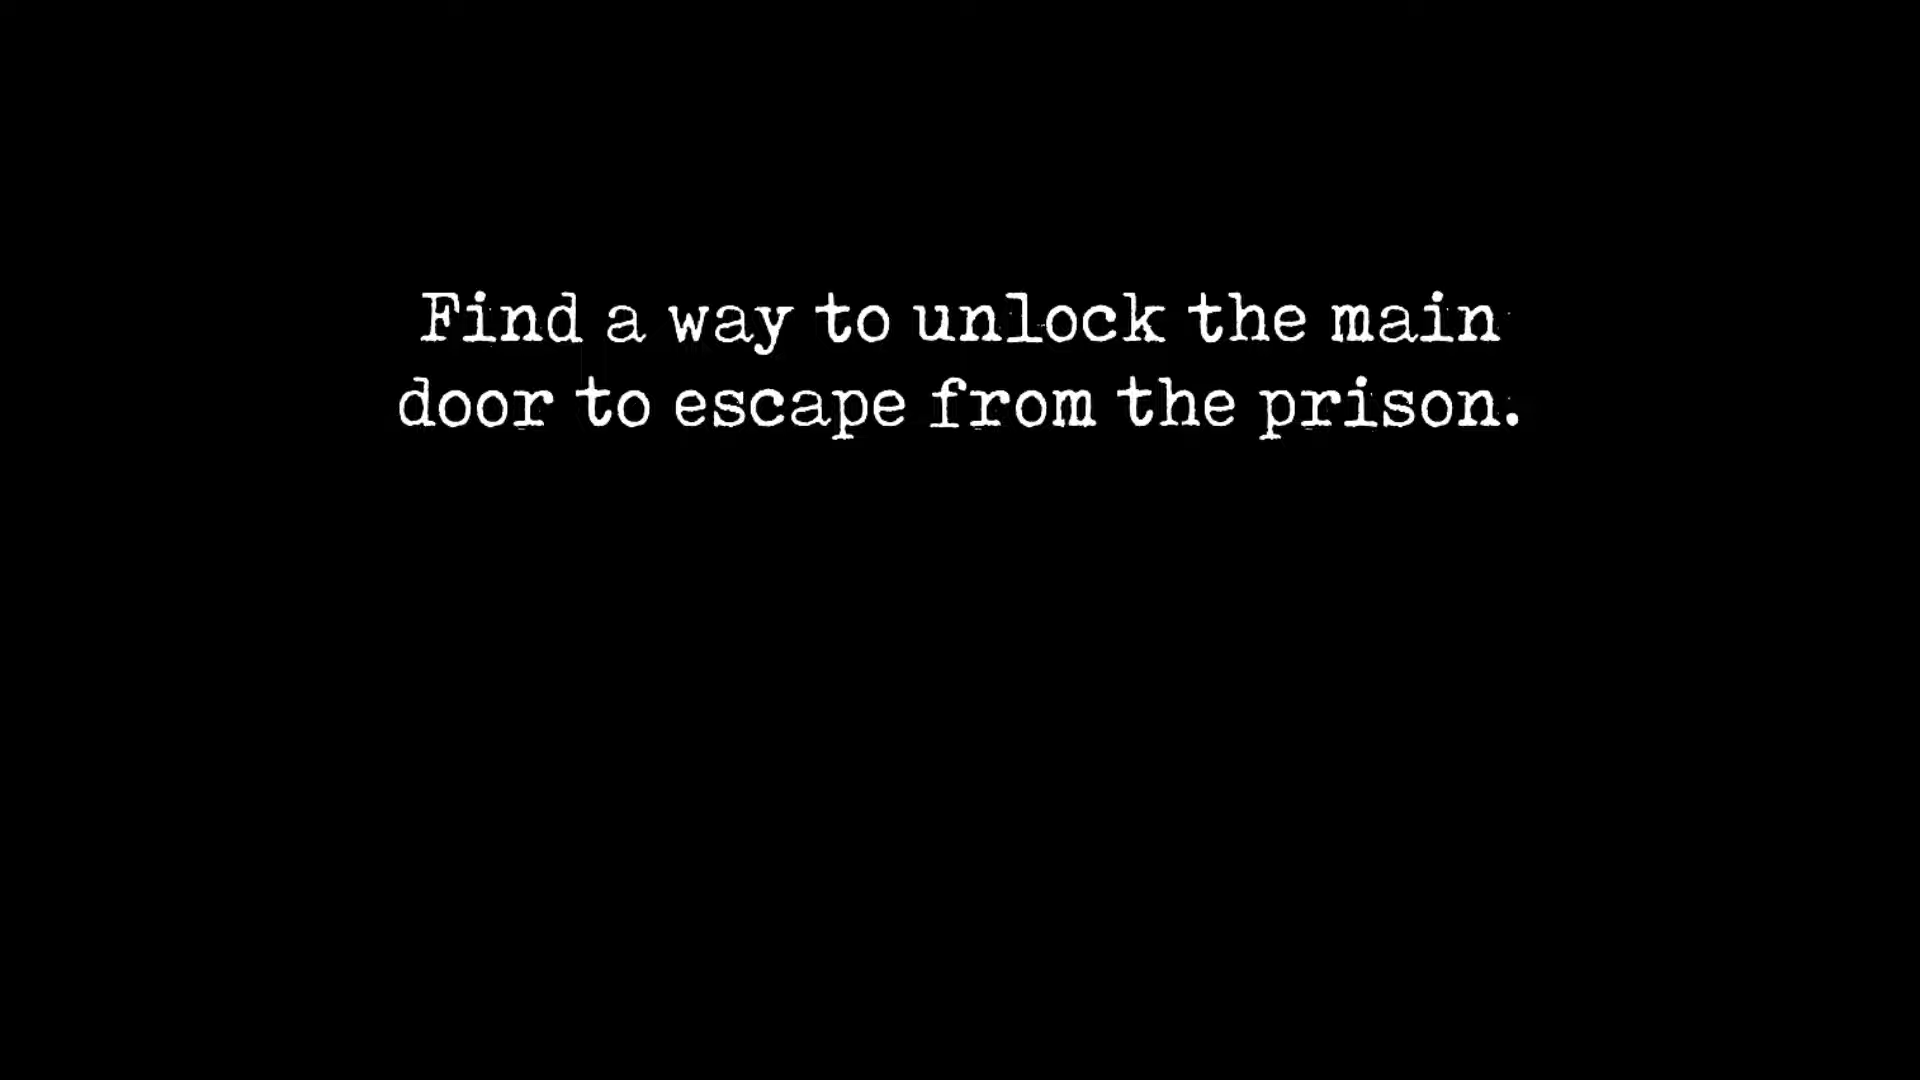 Find a way to unlock the main
door to escape from the prison.